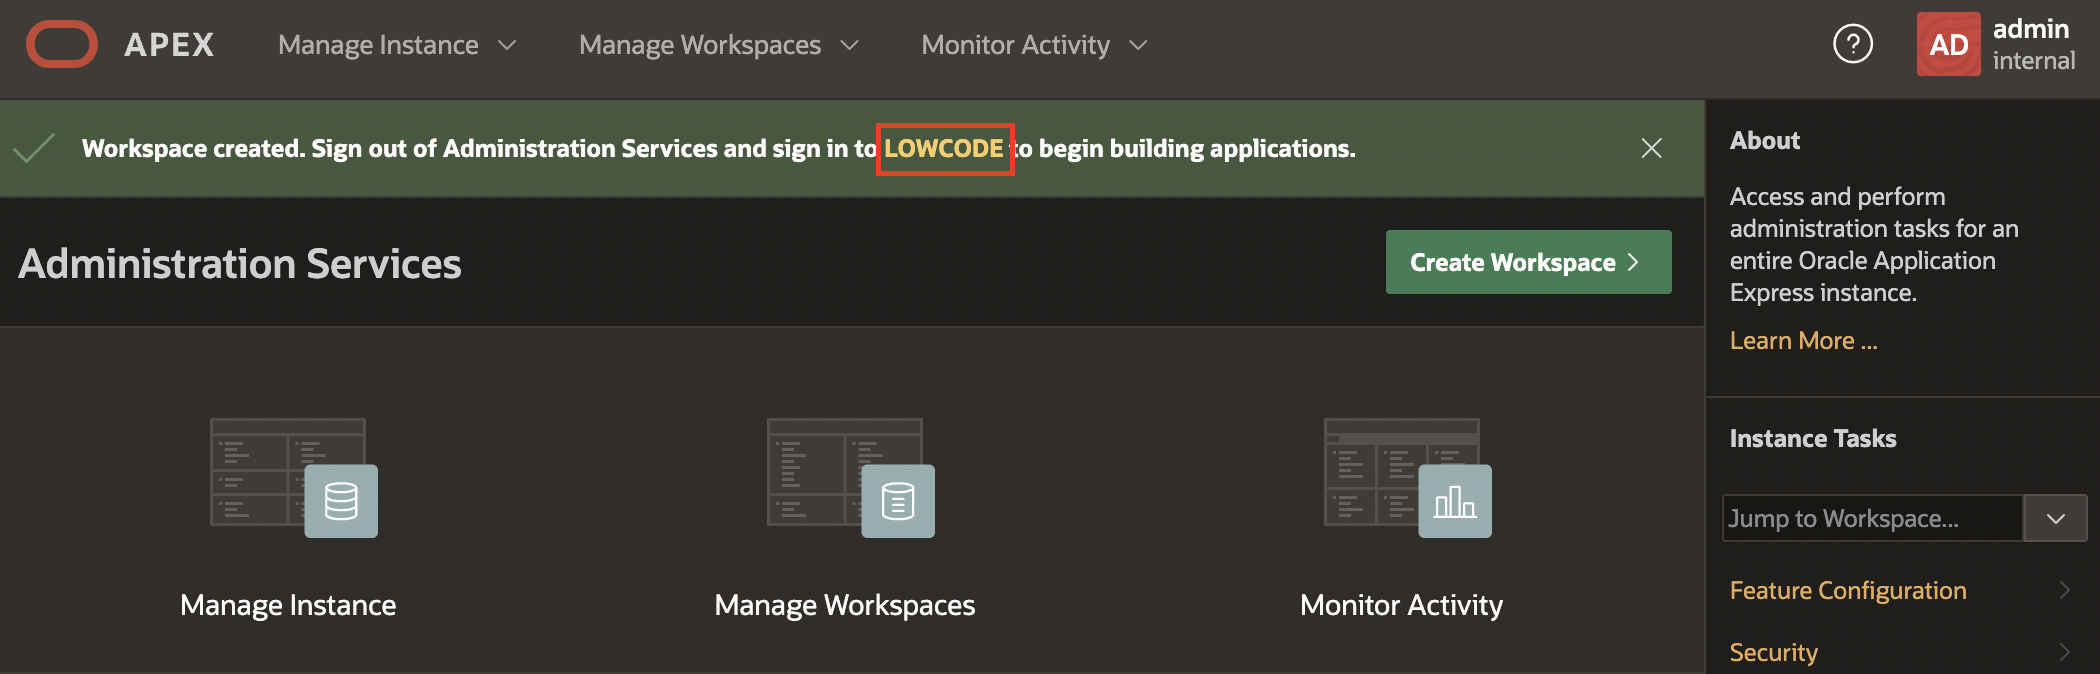 APEX
Manage Instance
Manage Workspaces
Monitor Activity
?
AD
admin
internal
Workspace created. Sign out of Administration Services and sign in to LOWCODE to begin building applications.
Administration Services
Create Workspace
Manage Instance
Manage Workspaces
Monitor Activity
About
Access and perform
administration tasks for an
entire Oracle Application
Express instance.
Learn More ...
Instance Tasks
Jump to Workspace...
Feature Configuration
Security